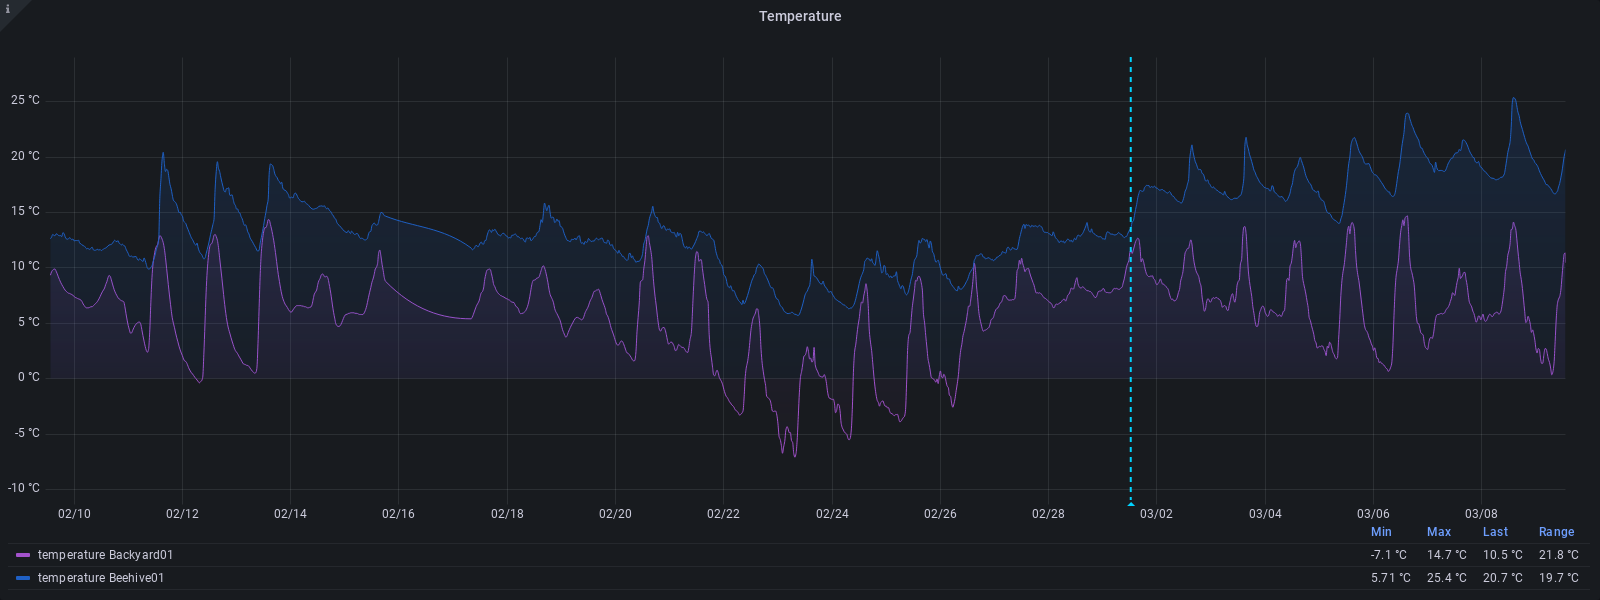 i
Temperature
25 °C
20 °C
15 °C
10 °C
5 °C
0 °C
-5 °C
-10 °C
02/10 02/12 02/14 02/16 02/18 02/20 02/22 02/24 02/26 02/28 03/02 03/04 03/06 03/08
Min Max Last Range
temperature Backyard01 -7.1 °C 14.7 °C 10.5 °C 21.8 °C
temperature Beehive01 5.71 °C 25.4 °C 20.7 °C 19.7 °C